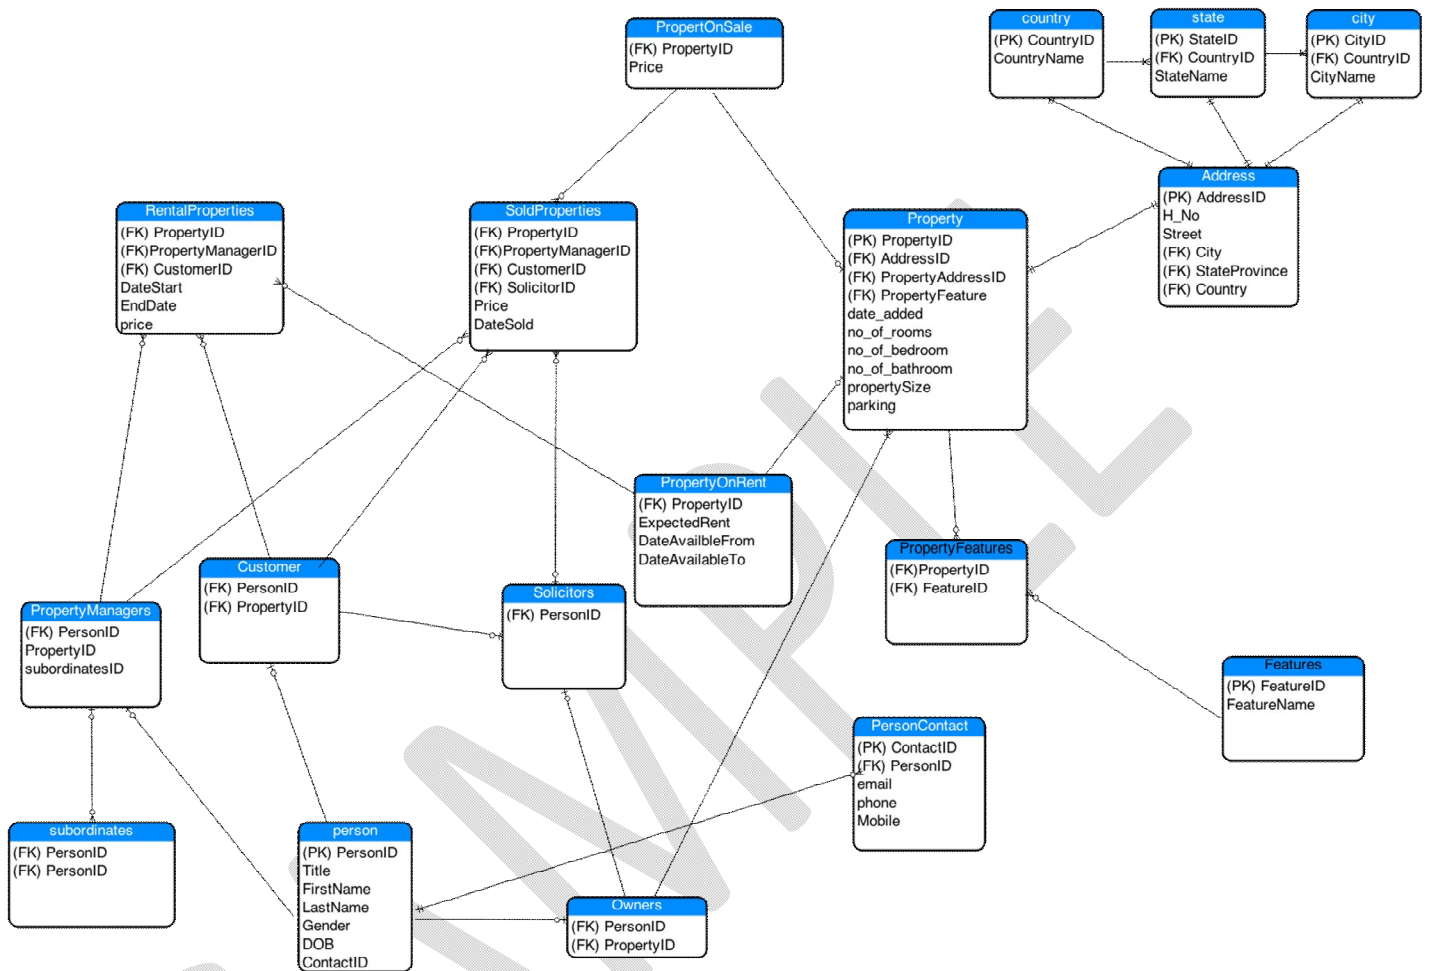 PropertOnSale
(FK) PropertyID
Price
country
(PK) CountryID
CountryName
state
(PK) StateID
(FK) CountryID
StateName
city
(PK) CityID
(FK) CountryID
CityName
Address
(PK) AddressID
H_No
Street
(FK) City
(FK) StateProvince
(FK) Country
RentalProperties
(FK) PropertyID
(FK)PropertyManagerID
(FK) CustomerID
DateStart
EndDate
price
SoldProperties
(FK) PropertyID
(FK)PropertyManagerID
(FK) CustomerID
(FK) SolicitorID
Price
DateSold
Property
(PK) PropertyID
(FK) AddressID
(FK) PropertyAddressID
(FK) PropertyFeature
date_added
no_of_rooms
no_of_bedroom
no_of_bathroom
propertySize
parking
PropertyOnRent
(FK) PropertyID
ExpectedRent
DateAvailbleFrom
DateAvailableTo
PropertyFeatures
(FK)PropertyID
(FK) FeatureID
Customer
(FK) PersonID
(FK) PropertyID
Solicitors
(FK) PersonID
PropertyManagers
(FK) PersonID
PropertyID
subordinatesID
Features
(PK) FeatureID
FeatureName
PersonContact
(PK) ContactID
(FK) PersonID
email
phone
Mobile
subordinates
(FK) PersonID
(FK) PersonID
person
(PK) PersonID
Title
FirstName
LastName
Gender
DOB
ContactID
Owners
(FK) PersonID
(FK) PropertyID